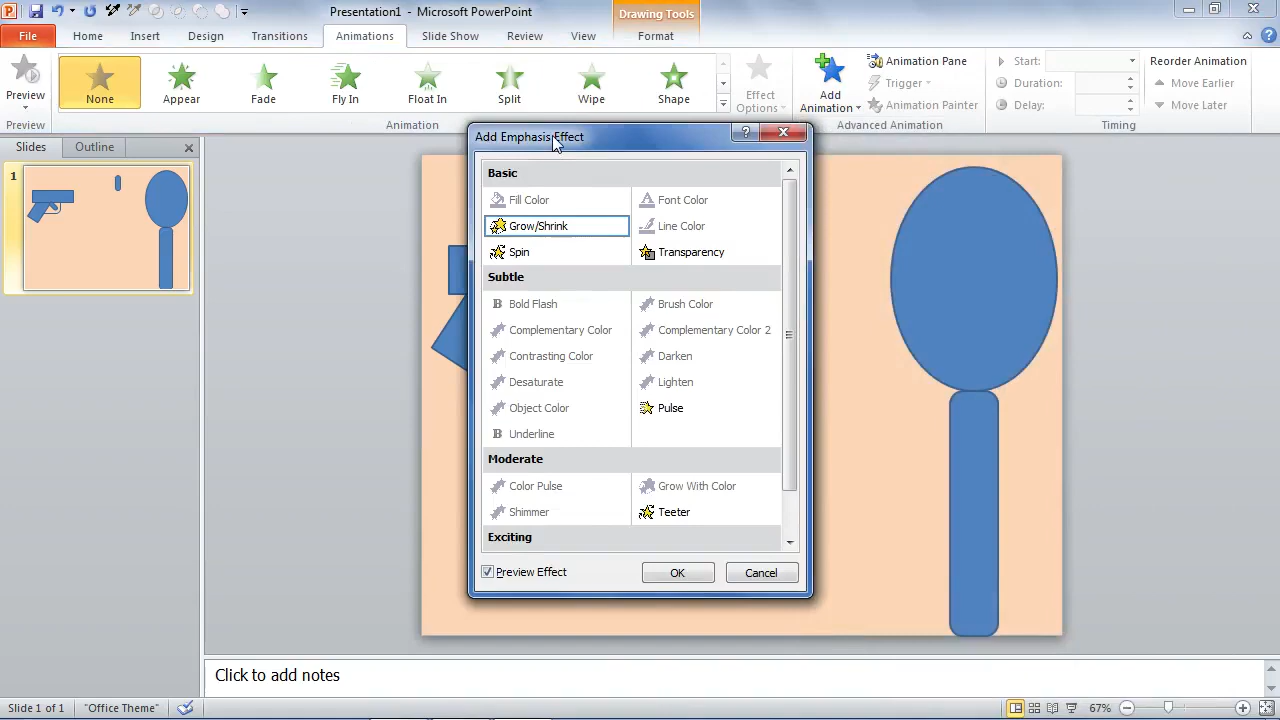 Presentation1 - Microsoft PowerPoint
Drawing Tools
File Home Insert Design Transitions Animations Slide Show Review View Format
Preview None Appear Fade Fly In Float In Split Wipe Shape Effect Options Add Animation
Animation Pane
Trigger
Animation Painter
Start:
Duration:
Delay:
Reorder Animation
Move Earlier
Move Later
Preview Animation Advanced Animation Timing
Slides Outline
1
Add Emphasis Effect
Basic
Fill Color Font Color
Grow/Shrink Line Color
Spin Transparency
Subtle
Bold Flash Brush Color
Complementary Color Complementary Color 2
Contrasting Color Darken
Desaturate Lighten
Object Color Pulse
Underline
Moderate
Color Pulse Grow With Color
Shimmer Teeter
Exciting
Preview Effect OK Cancel
Click to add notes
Slide 1 of 1 "Office Theme" 67%